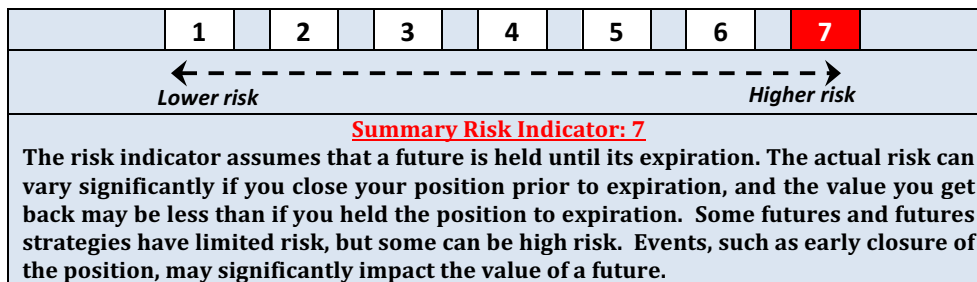 1 2 3 4 5 6 7
Lower risk Higher risk
Summary Risk Indicator: 7
The risk indicator assumes that a future is held until its expiration. The actual risk can
vary significantly if you close your position prior to expiration, and the value you get
back may be less than if you held the position to expiration.  Some futures and futures
strategies have limited risk, but some can be high risk.  Events, such as early closure of
the position, may significantly impact the value of a future.